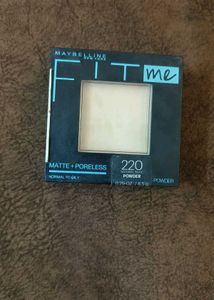 MAYBELLINE
NEW YORK
FIT me
MATTE + PORELESS
NORMAL TO OILY
220
POWDER
POWDER